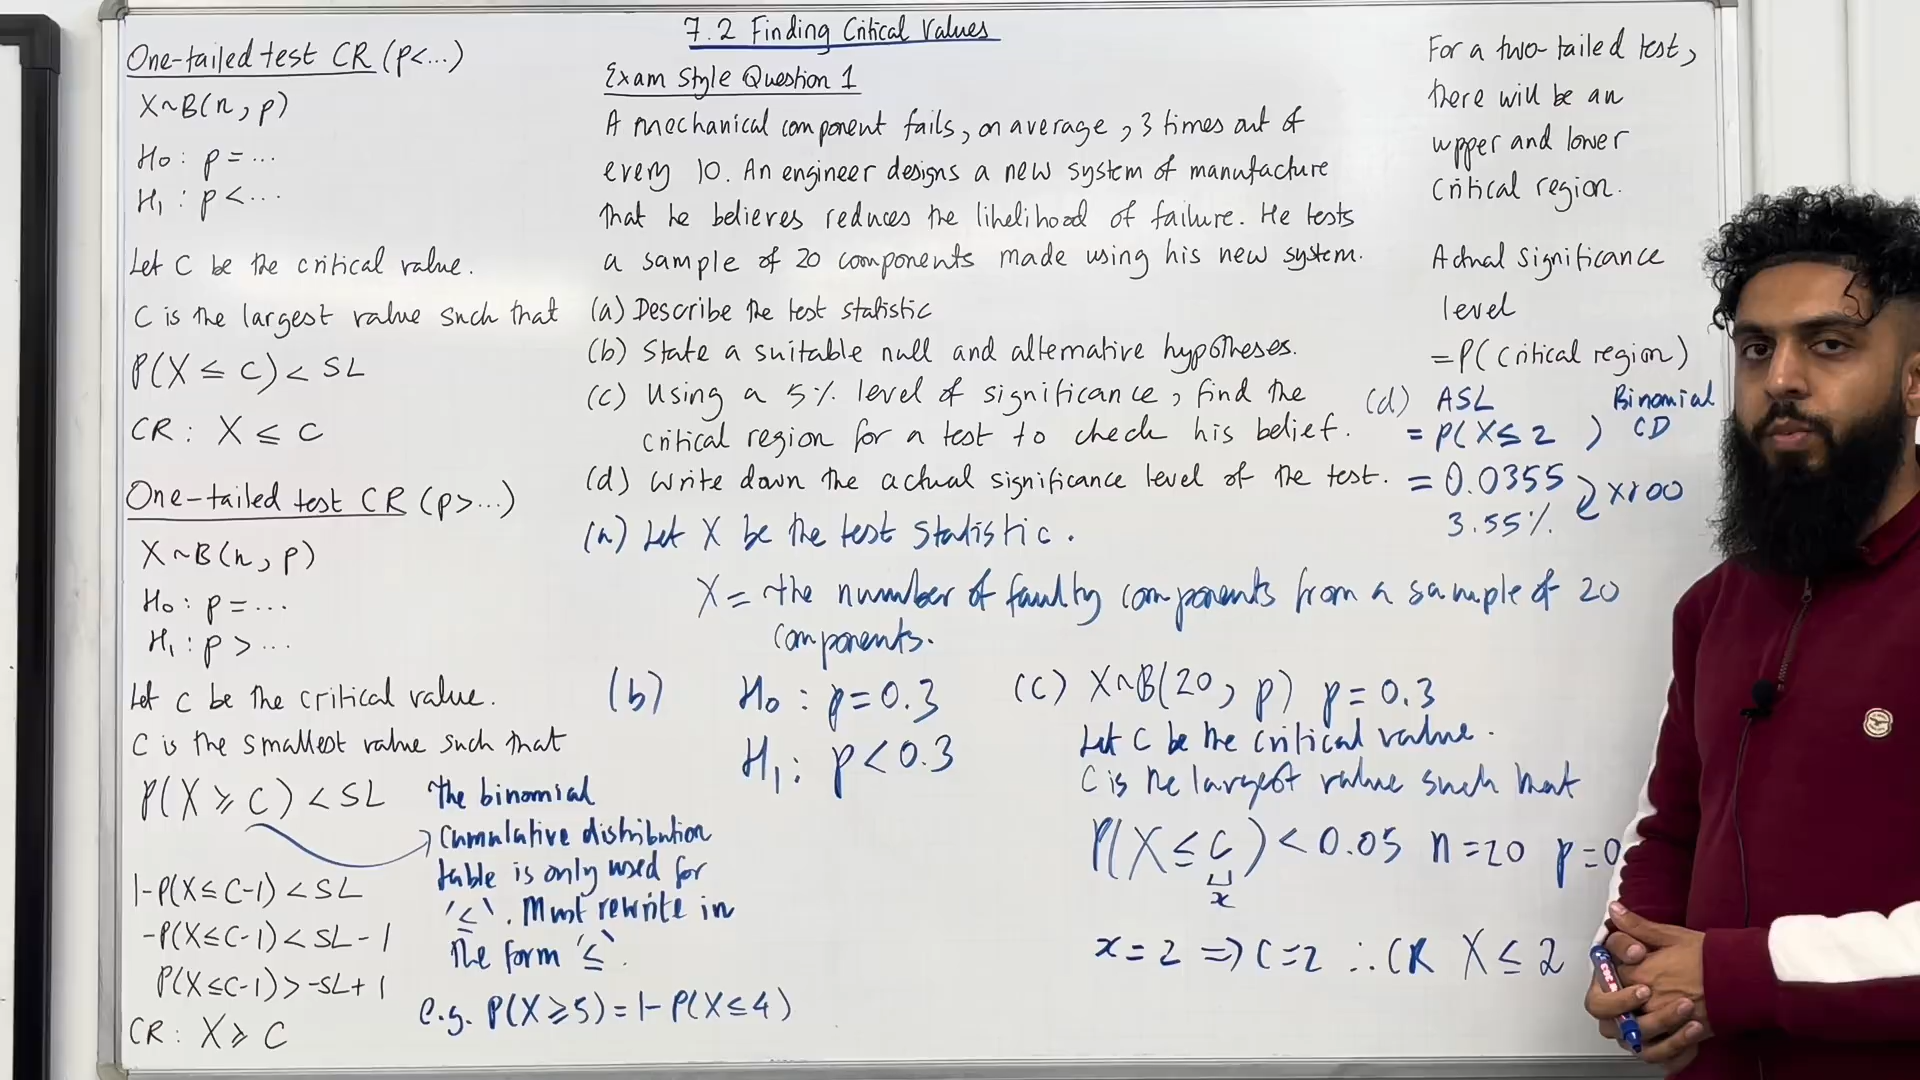 7.2 Finding Critical Values
One-tailed test CR (p<...)
X~B(n, p)
H₀: p = ...
H₁: p < ...
Let C be the critical value.
C is the largest value such that
P(X ≤ C) < SL
CR: X ≤ C
One-tailed test CR (p>...)
X~B(n, p)
H₀: p = ...
H₁: p > ...
Let C be the critical value.
C is the smallest value such that
P(X ≥ C) < SL
1-P(X≤C-1) < SL
-P(X≤C-1) < SL-1
P(X≤C-1) > -SL+1
CR: X ≥ C
the binomial
cumulative distribution
table is only used for
'≤'. Must rewrite in
the form '≤'.
e.g. P(X≥5) = 1-P(X≤4)
Exam Style Question 1
A mechanical component fails, on average, 3 times out of
every 10. An engineer designs a new system of manufacture
that he believes reduces the likelihood of failure. He tests
a sample of 20 components made using his new system.
(a) Describe the test statistic
(b) State a suitable null and alternative hypotheses.
(c) Using a 5% level of significance, find the
critical region for a test to check his belief.
(d) Write down the actual significance level of the test.
(a) Let X be the test statistic.
X = the number of faulty components from a sample of 20
components.
(b) H₀: p = 0.3
H₁: p < 0.3
(c) X~B(20, p) p = 0.3
Let C be the critical value.
C is the largest value such that
P(X ≤ C) < 0.05 n=20 p=0
x
x=2 ⇒ C=2 ∴ CR X ≤ 2
For a two-tailed test,
there will be an
upper and lower
critical region.
Actual significance
level
=P(Critical region)
(d) ASL
= P(X≤2) Binomial CD
= 0.0355
3.55% x100